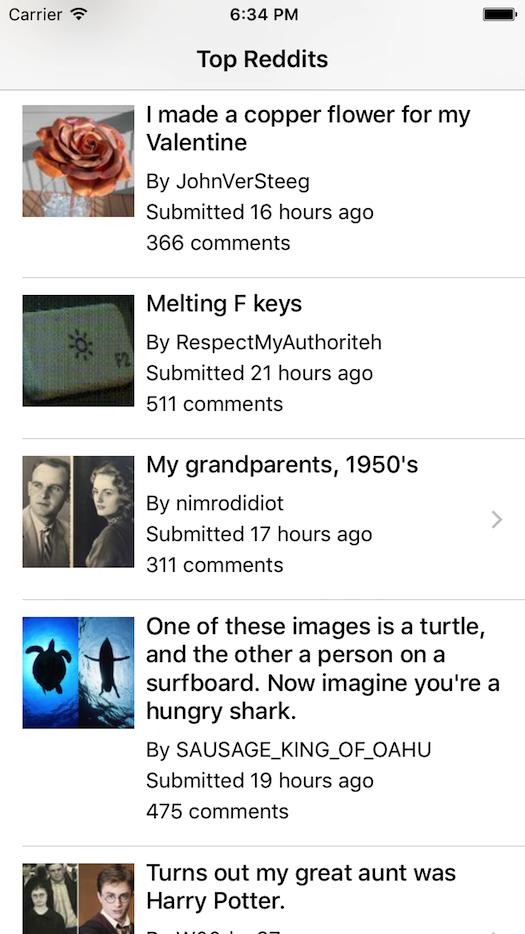 Carrier 6:34 PM
Top Reddits
I made a copper flower for my
Valentine
By JohnVerSteeg
Submitted 16 hours ago
366 comments
Melting F keys
By RespectMyAuthoriteh
Submitted 21 hours ago
511 comments
F2
My grandparents, 1950's
By nimrodidiot
Submitted 17 hours ago
311 comments
One of these images is a turtle,
and the other a person on a
surfboard. Now imagine you're a
hungry shark.
By SAUSAGE_KING_OF_OAHU
Submitted 19 hours ago
475 comments
Turns out my great aunt was
Harry Potter.
By